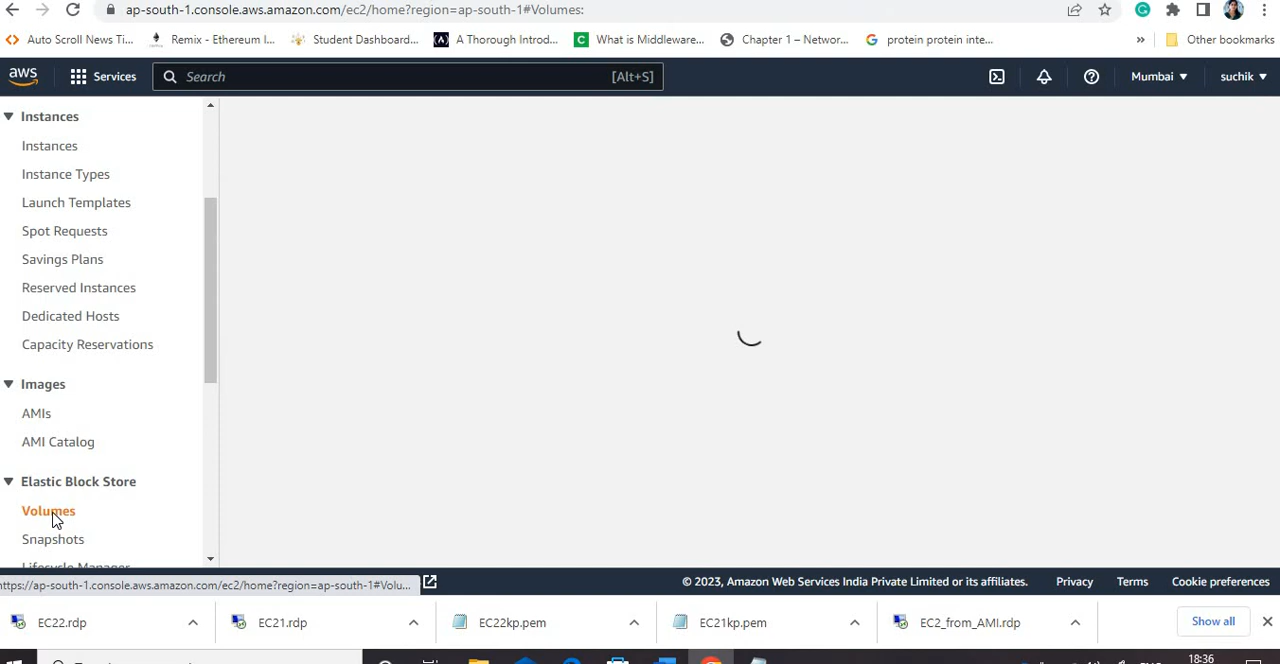 ap-south-1.console.aws.amazon.com/ec2/home?region=ap-south-1#Volumes:
Auto Scroll News Ti... Remix - Ethereum I... Student Dashboard... A Thorough Introd... What is Middleware... Chapter 1 – Networ... protein protein inte... » Other bookmarks
aws Services Search [Alt+S] Mumbai suchik
Instances
Instances
Instance Types
Launch Templates
Spot Requests
Savings Plans
Reserved Instances
Dedicated Hosts
Capacity Reservations
Images
AMIs
AMI Catalog
Elastic Block Store
Volumes
Snapshots
Lifecycle Manager
https://ap-south-1.console.aws.amazon.com/ec2/home?region=ap-south-1#Volu... © 2023, Amazon Web Services India Private Limited or its affiliates. Privacy Terms Cookie preferences
EC22.rdp EC21.rdp EC22kp.pem EC21kp.pem EC2_from_AMI.rdp Show all
18:36